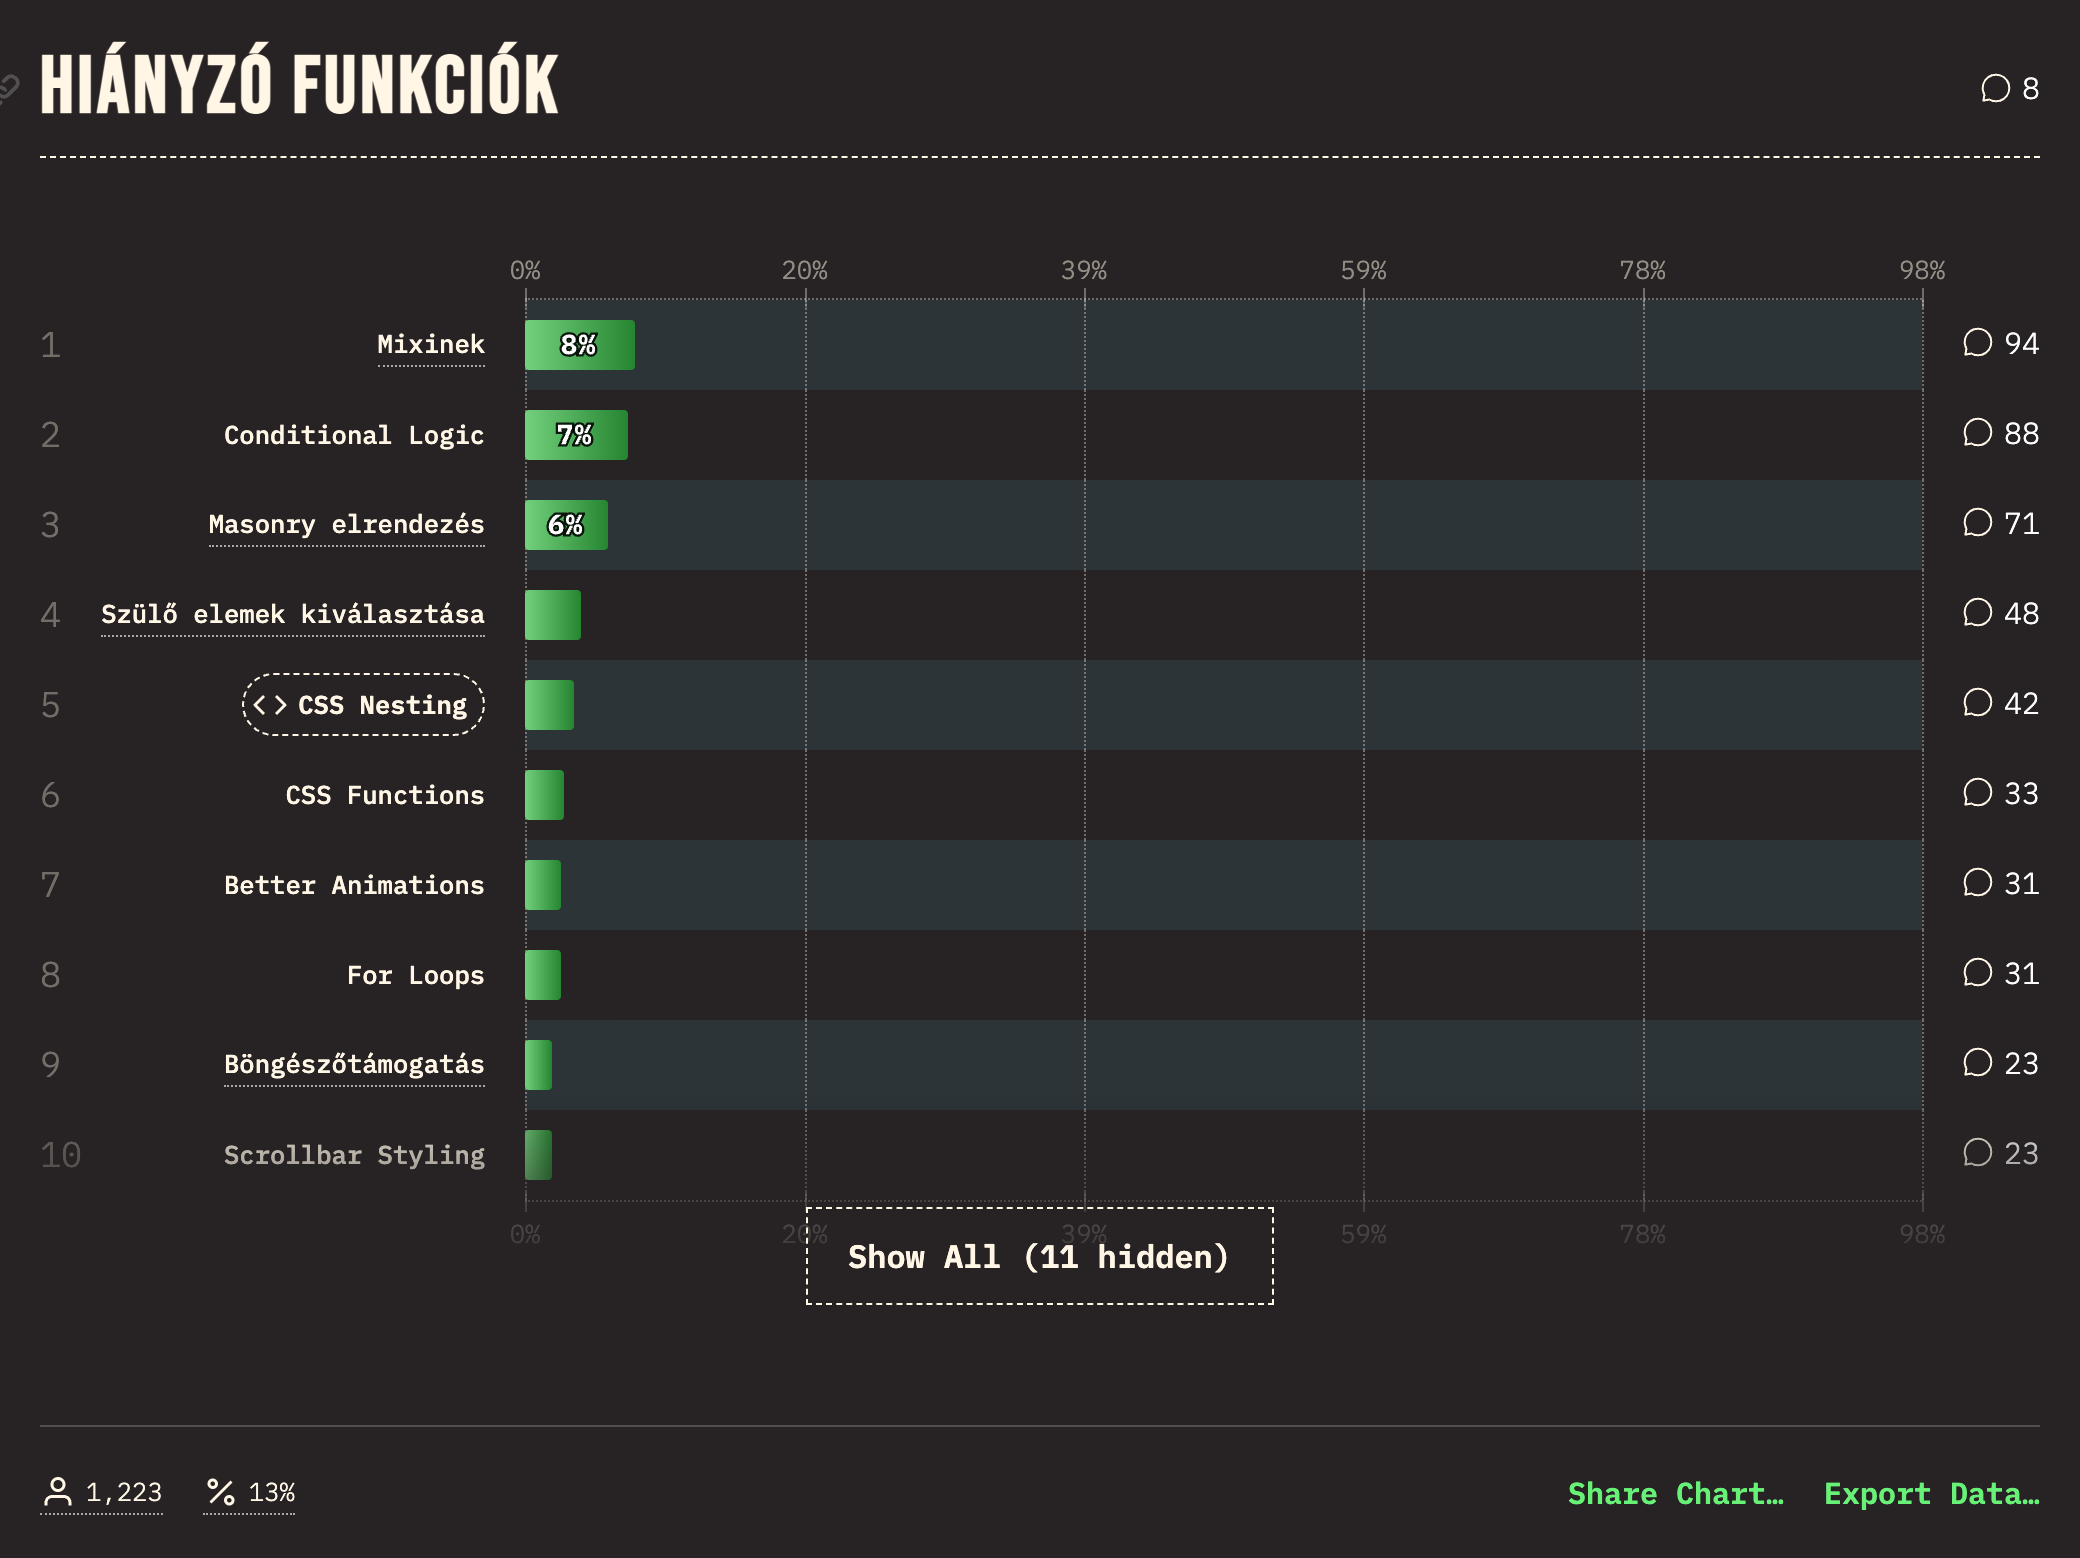 HIÁNYZÓ FUNKCIÓK
8
0% 20% 39% 59% 78% 98%
1 Mixinek 8% 94
2 Conditional Logic 7% 88
3 Masonry elrendezés 6% 71
4 Szülő elemek kiválasztása 48
5 CSS Nesting 42
6 CSS Functions 33
7 Better Animations 31
8 For Loops 31
9 Böngészőtámogatás 23
10 Scrollbar Styling 23
0% 20% 39% 59% 78% 98%
Show All (11 hidden)
1,223 13% Share Chart… Export Data…